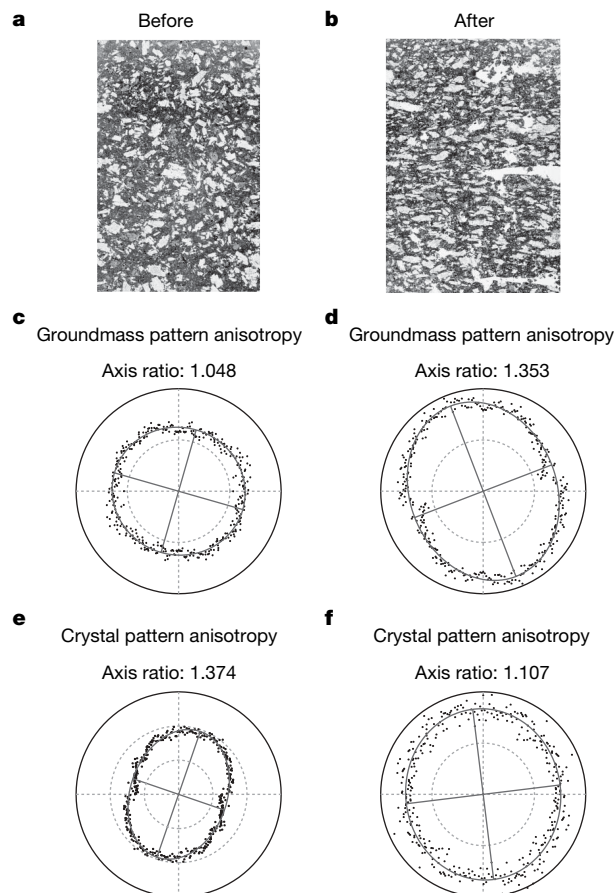 a
Before
b
After
c
Groundmass pattern anisotropy
Axis ratio: 1.048
d
Groundmass pattern anisotropy
Axis ratio: 1.353
e
Crystal pattern anisotropy
Axis ratio: 1.374
f
Crystal pattern anisotropy
Axis ratio: 1.107